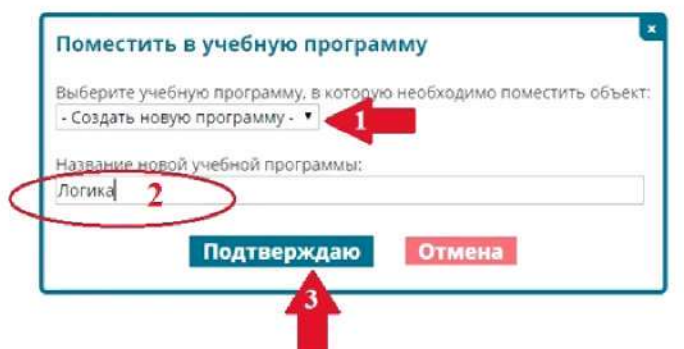 Поместить в учебную программу
x
Выберите учебную программу, в которую необходимо поместить объект:
- Создать новую программу -
1
Название новой учебной программы:
Логика 2
Подтверждаю Отмена
3